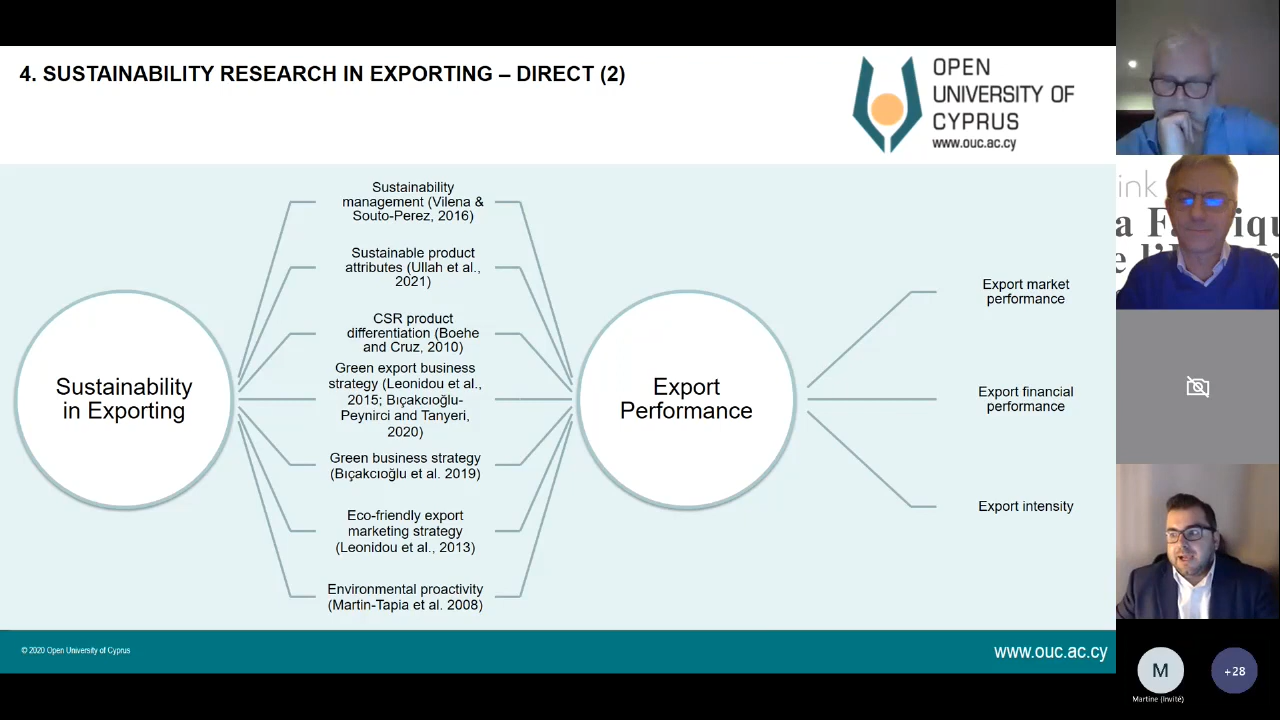 4. SUSTAINABILITY RESEARCH IN EXPORTING – DIRECT (2)
OPEN
UNIVERSITY OF
CYPRUS
www.ouc.ac.cy
Sustainability
in Exporting
Sustainability
management (Vilena &
Souto-Perez, 2016)
Sustainable product
attributes (Ullah et al.,
2021)
CSR product
differentiation (Boehe
and Cruz, 2010)
Green export business
strategy (Leonidou et al.,
2015; Bıçakcıoğlu-
Peynirci and Tanyeri,
2020)
Green business strategy
(Bıçakcıoğlu et al. 2019)
Eco-friendly export
marketing strategy
(Leonidou et al., 2013)
Environmental proactivity
(Martin-Tapia et al. 2008)
Export
Performance
Export market
performance
Export financial
performance
Export intensity
© 2020 Open University of Cyprus
www.ouc.ac.cy
ink
M
Martine (Invité)
+28